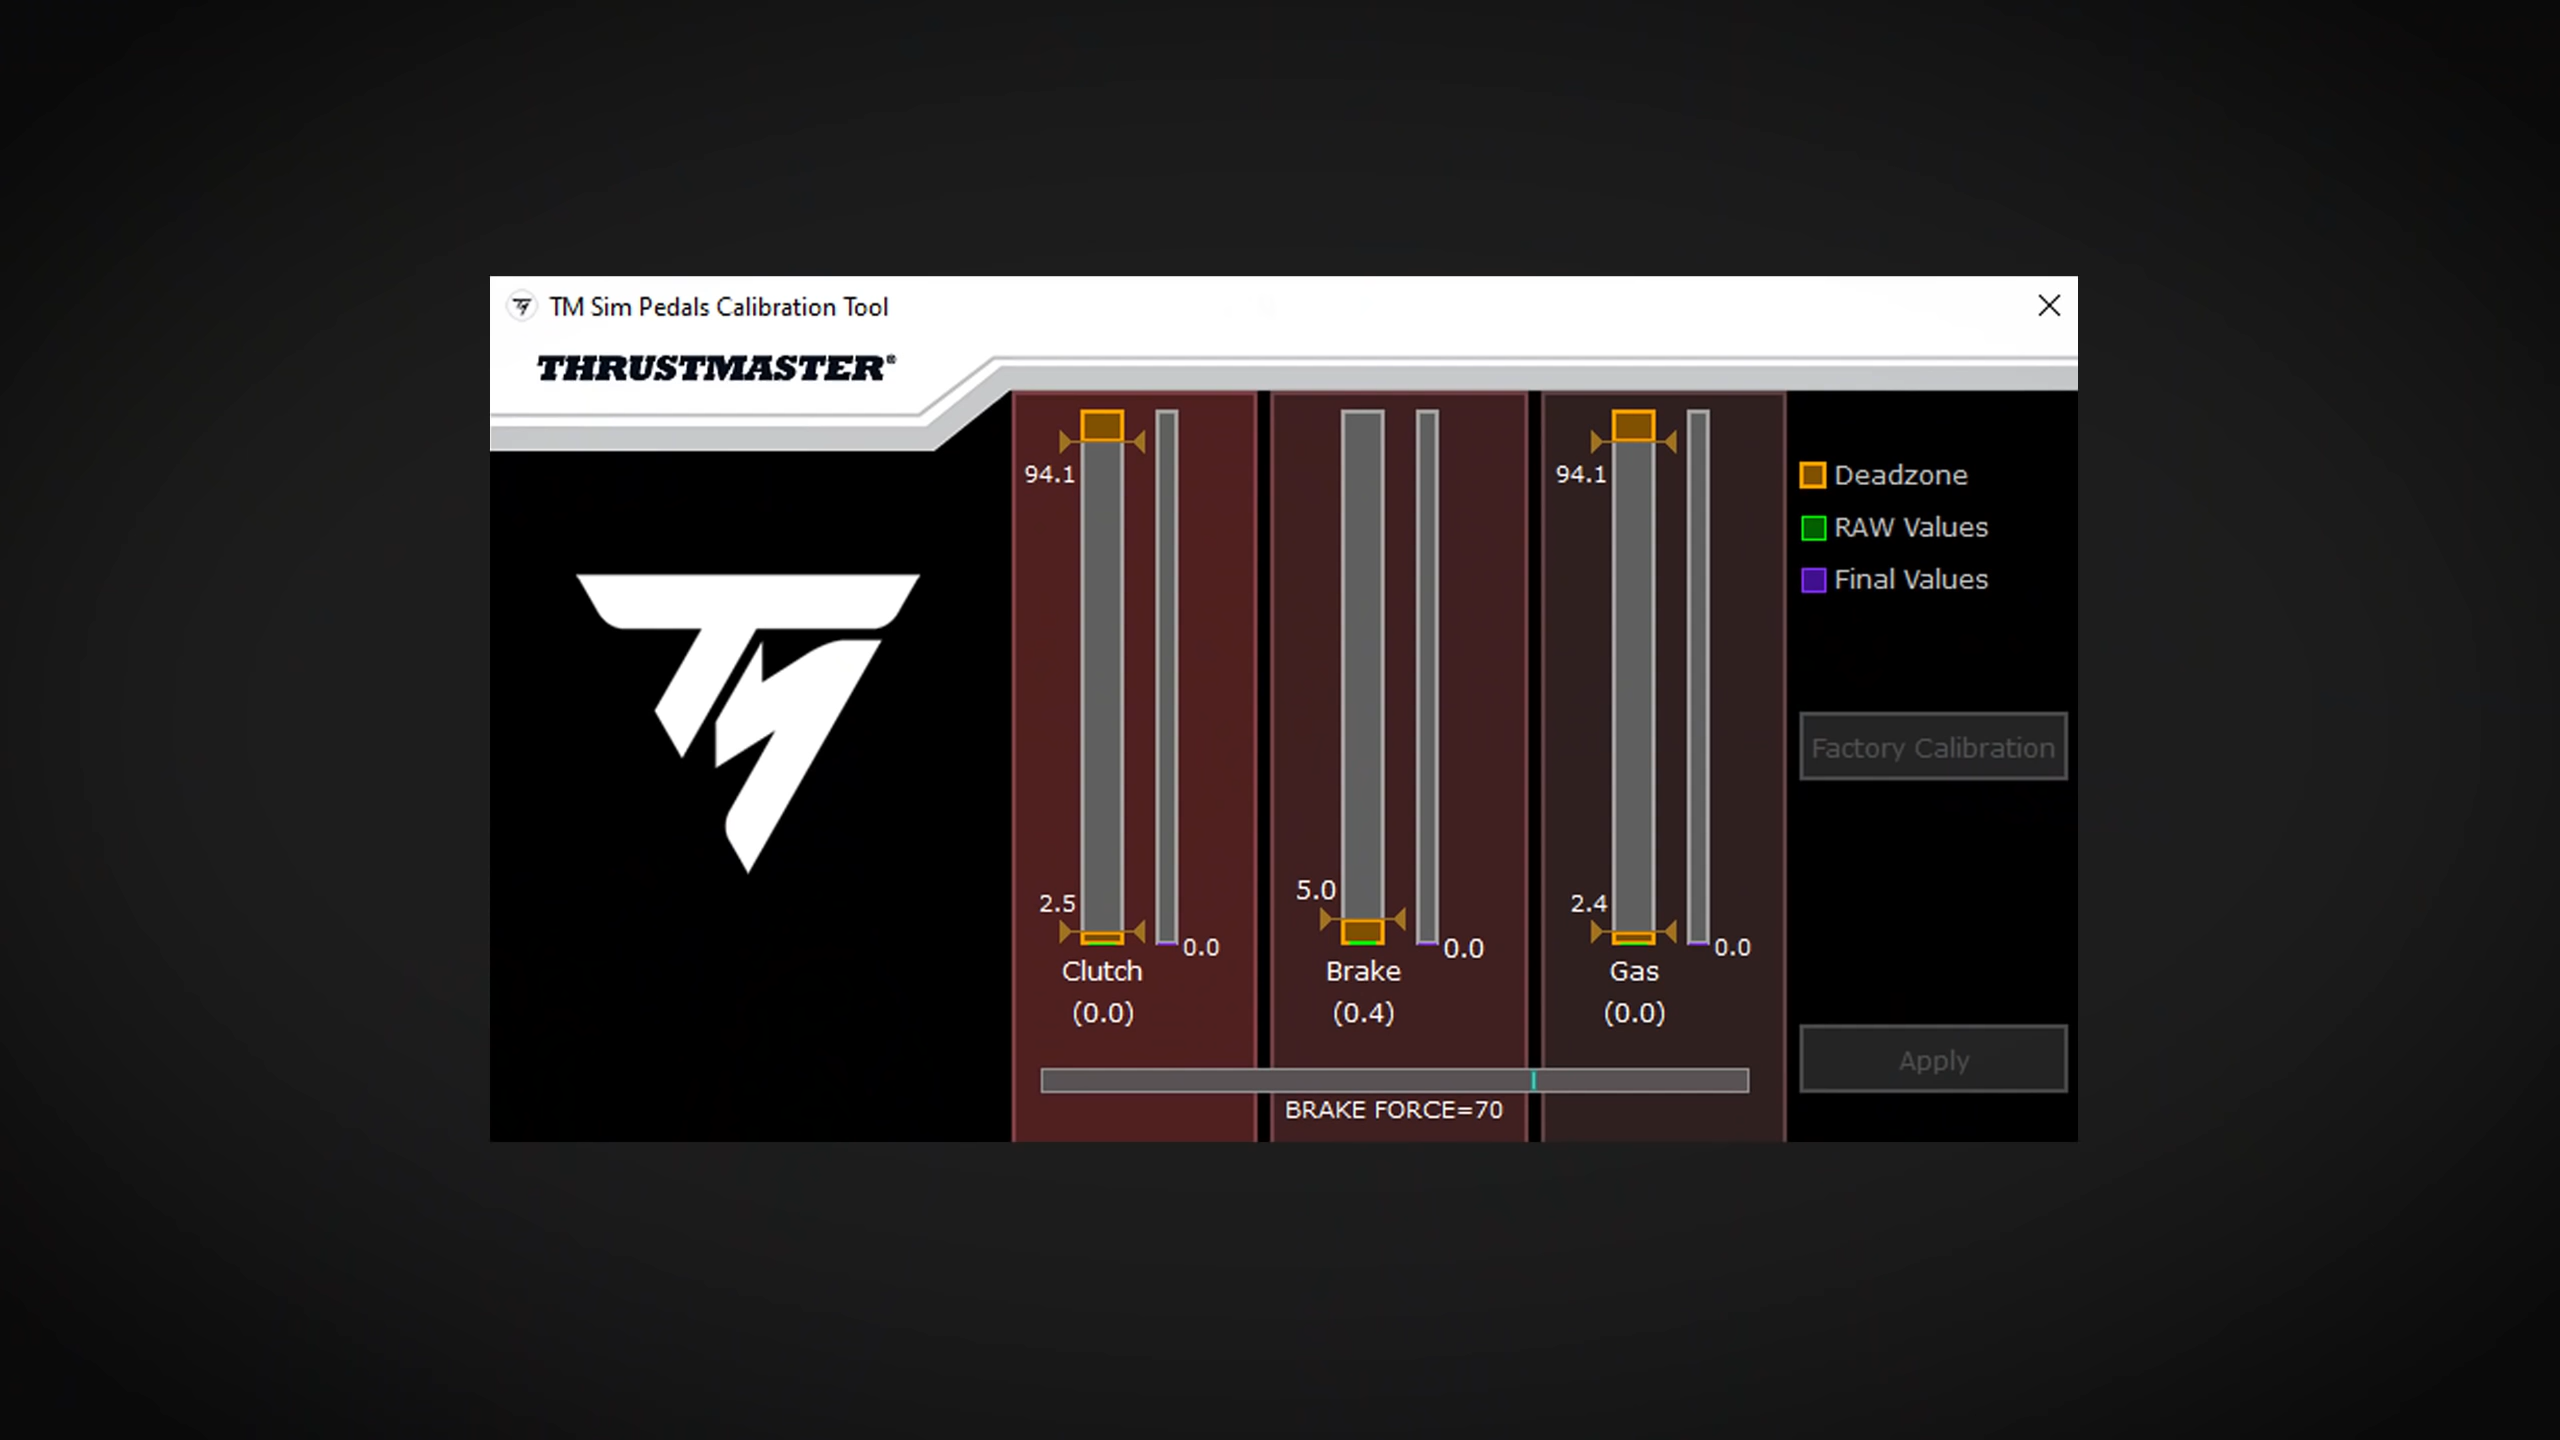 TM Sim Pedals Calibration Tool
THRUSTMASTER®
94.1
94.1
Deadzone
RAW Values
Final Values
Factory Calibration
2.5
5.0
2.4
0.0
0.0
0.0
Clutch
Brake
Gas
(0.0)
(0.4)
(0.0)
Apply
BRAKE FORCE=70